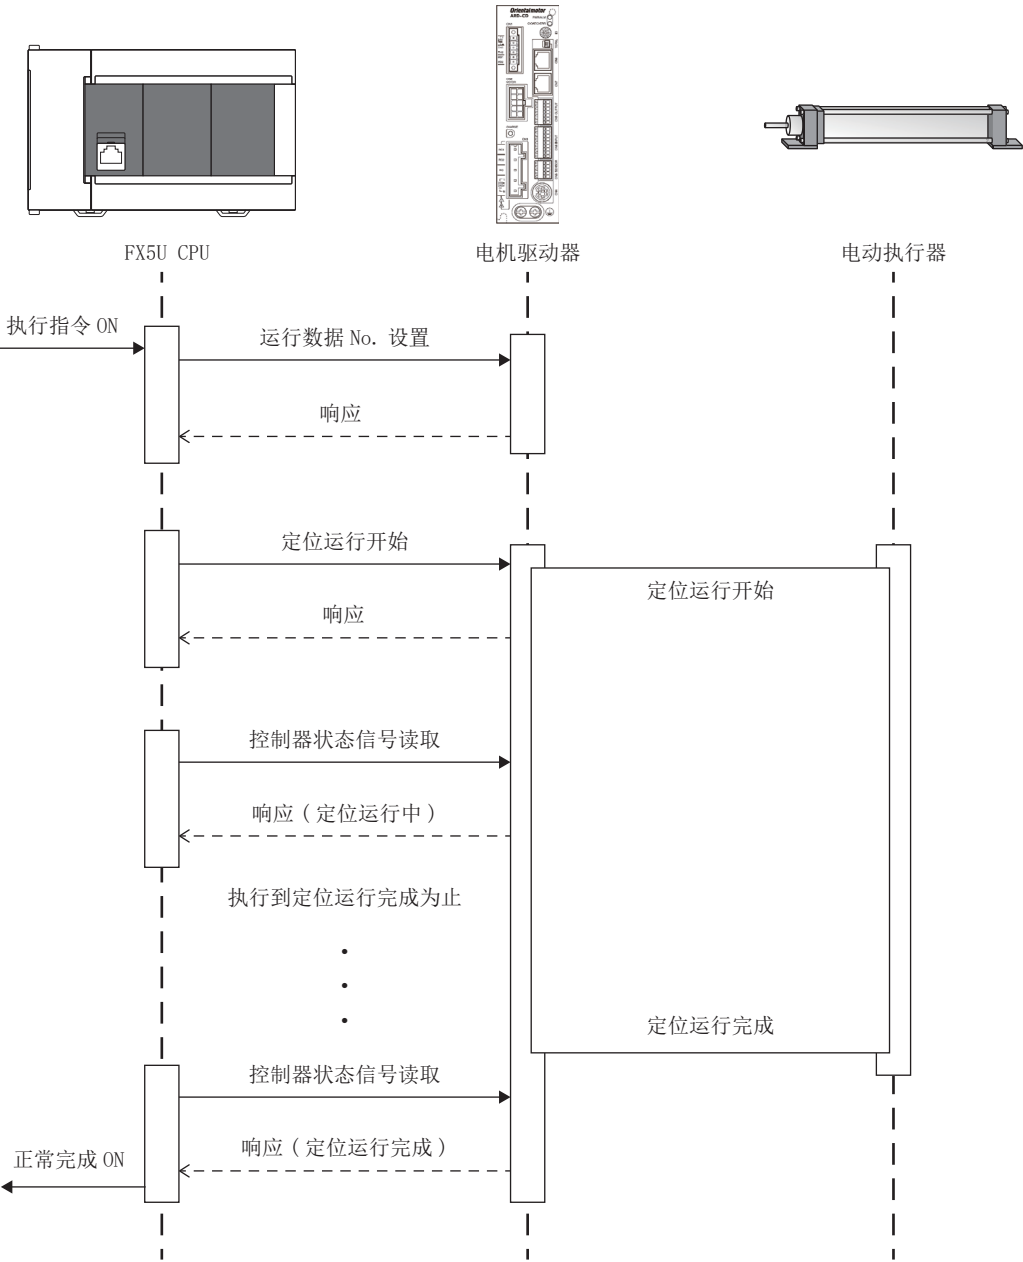 Orientalmotor
FX5U CPU
电机驱动器
电动执行器
执行指令 ON
运行数据 No. 设置
响应
定位运行开始
定位运行开始
响应
控制器状态信号读取
响应(定位运行中)
执行到定位运行完成为止
定位运行完成
控制器状态信号读取
响应(定位运行完成)
正常完成 ON